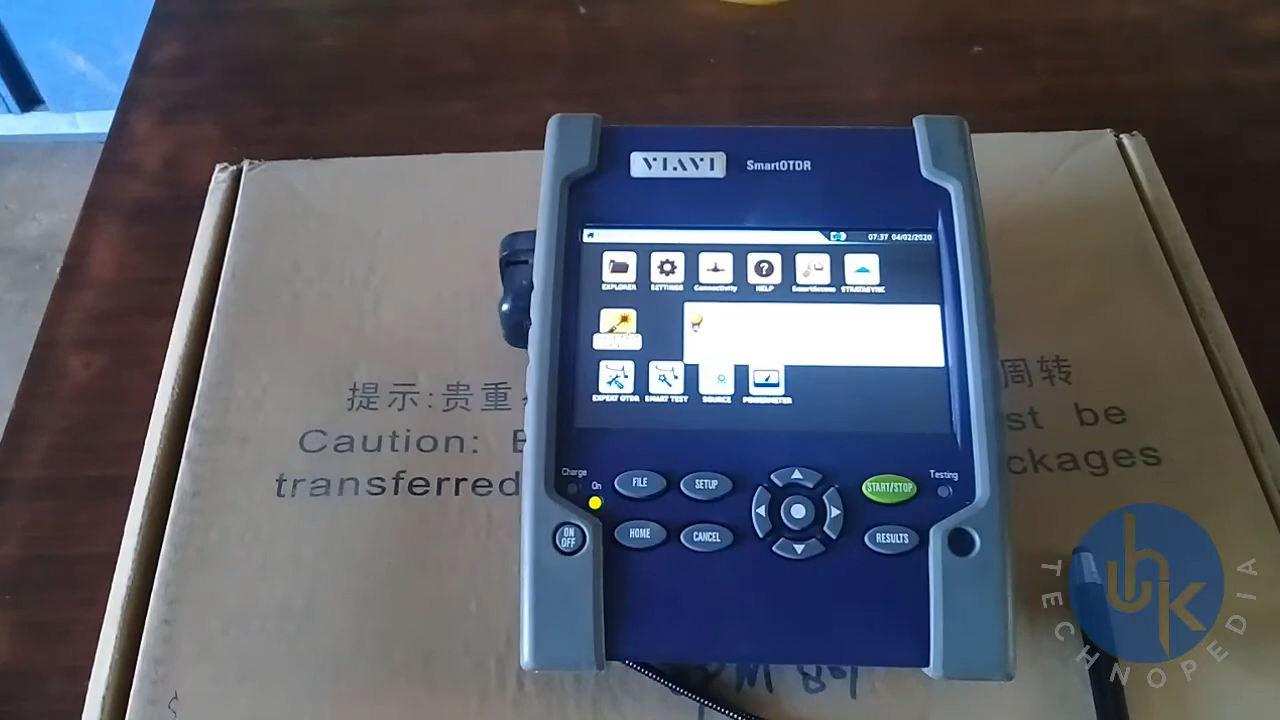 VIAVI SmartOTDR
07:37 04/02/2020
EXPLORER SETTINGS Connectivity HELP SmartAccess STRATASYNC
EXPERT OTDR SMART TEST SOURCE POWERMETER
提示:贵重
周转
Caution:
st be
transferred
ckages
Charge
On
Testing
FILE SETUP START/STOP
ON OFF HOME CANCEL RESULTS
uhk
TECHNOPEDIA